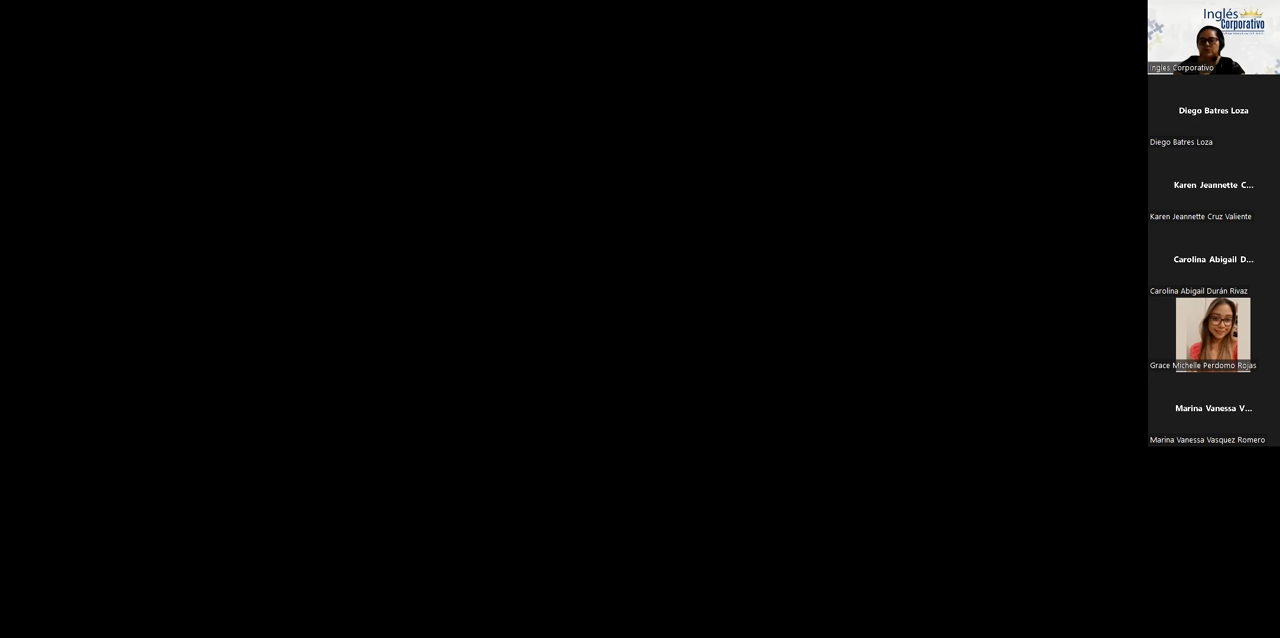 Inglés
Corporativo
Ingles Corporativo
Diego Batres Loza
Diego Batres Loza
Karen Jeannette C...
Karen Jeannette Cruz Valiente
Carolina Abigail D...
Carolina Abigail Durán Rivaz
Grace Michelle Perdomo Rojas
Marina Vanessa V...
Marina Vanessa Vasquez Romero